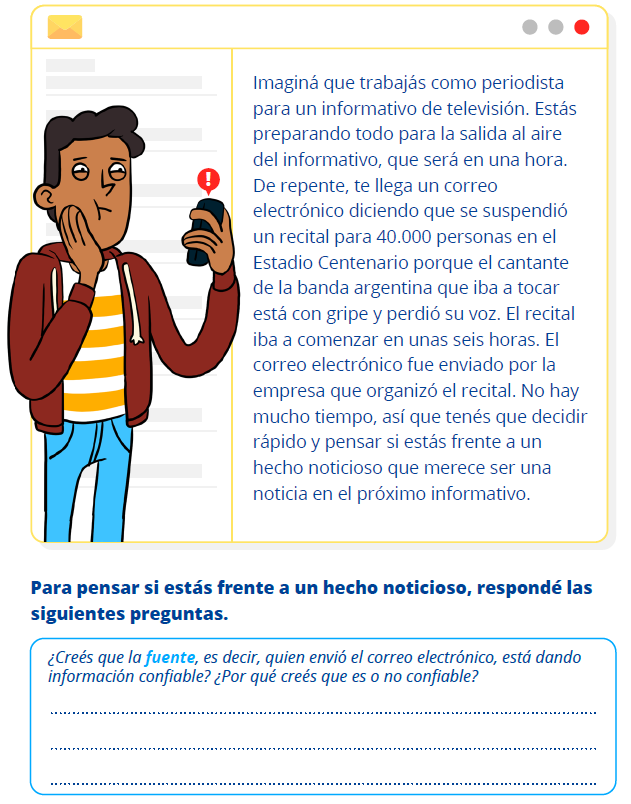 Imaginá que trabajás como periodista
para un informativo de televisión. Estás
preparando todo para la salida al aire
del informativo, que será en una hora.
De repente, te llega un correo
electrónico diciendo que se suspendió
un recital para 40.000 personas en el
Estadio Centenario porque el cantante
de la banda argentina que iba a tocar
está con gripe y perdió su voz. El recital
iba a comenzar en unas seis horas. El
correo electrónico fue enviado por la
empresa que organizó el recital. No hay
mucho tiempo, así que tenés que decidir
rápido y pensar si estás frente a un
hecho noticioso que merece ser una
noticia en el próximo informativo.
Para pensar si estás frente a un hecho noticioso, respondé las
siguientes preguntas.
¿Creés que la fuente, es decir, quien envió el correo electrónico, está dando
información confiable? ¿Por qué creés que es o no confiable?